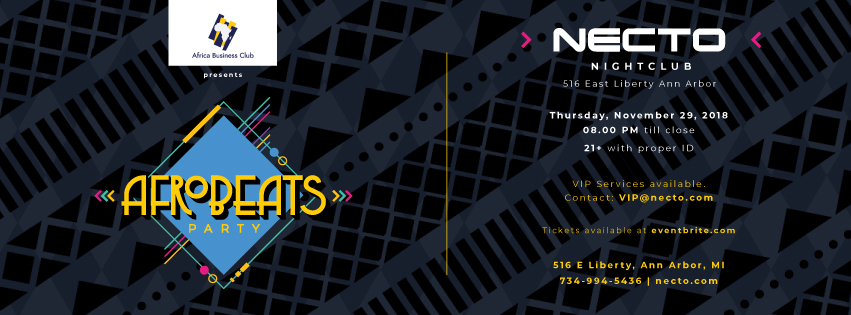 Africa Business Club
presents
AFROBEATS
PARTY
NECTO
NIGHTCLUB
516 East Liberty Ann Arbor
Thursday, November 29, 2018
08.00 PM till close
21+ with proper ID
VIP Services available.
Contact: VIP@necto.com
Tickets available at eventbrite.com
516 E Liberty, Ann Arbor, MI
734-994-5436 | necto.com